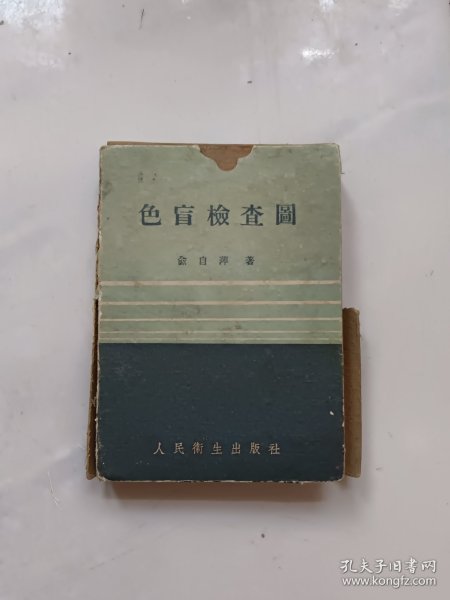 色盲檢查圖
俞自萍 著
人民衛生出版社
孔夫子旧书网
www.kongfz.com